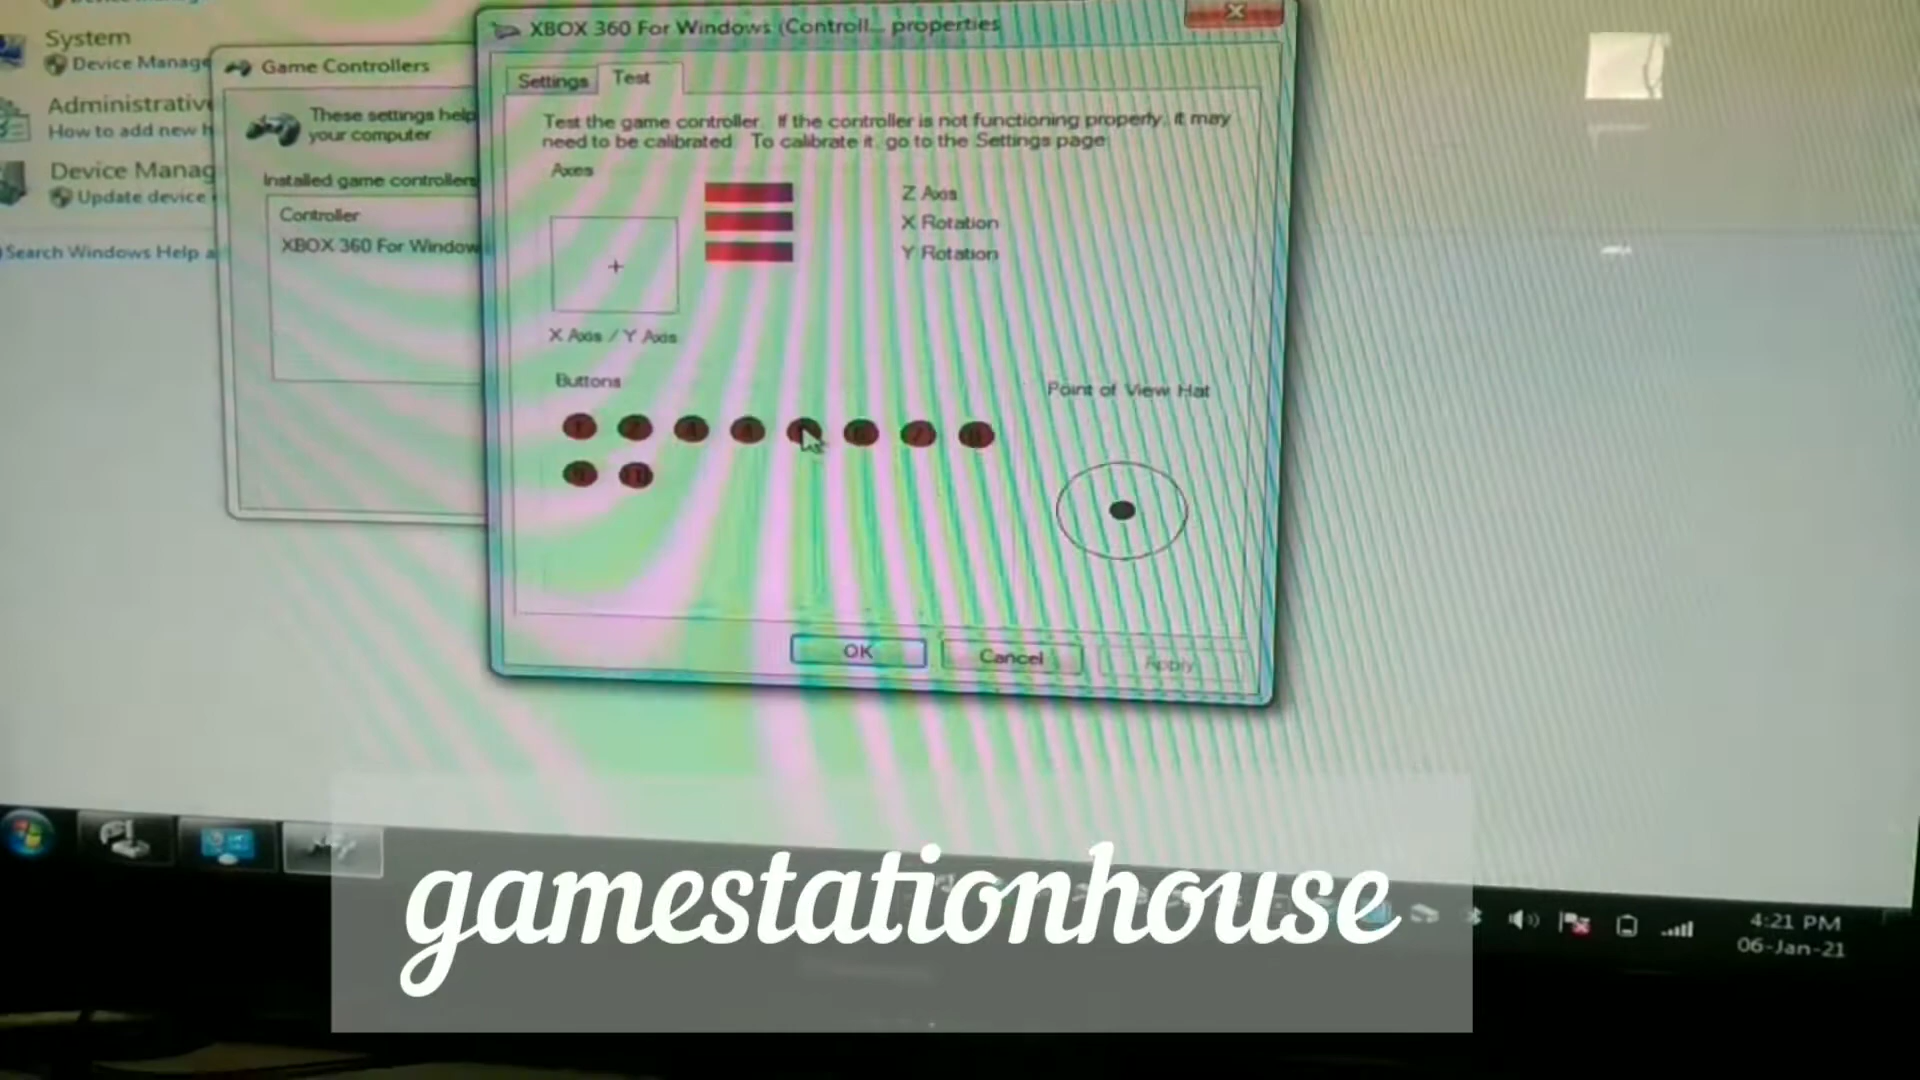 System
Device Manage
Administrativ
How to add new h
Device Manag
Update device
Search Windows Help a
Game Controllers
These settings help
your computer
Installed game controllers
Controller
XBOX 360 For Window
XBOX 360 For Windows (Controll... properties
Settings
Test
Test the game controller. If the controller is not functioning properly, it may
need to be calibrated. To calibrate it, go to the Settings page.
Axes
Z Axis
X Rotation
Y Rotation
X Axis / Y Axis
Buttons
Point of View Hat
OK
Cancel
Apply
gamestationhouse
4:21 PM
06-Jan-21